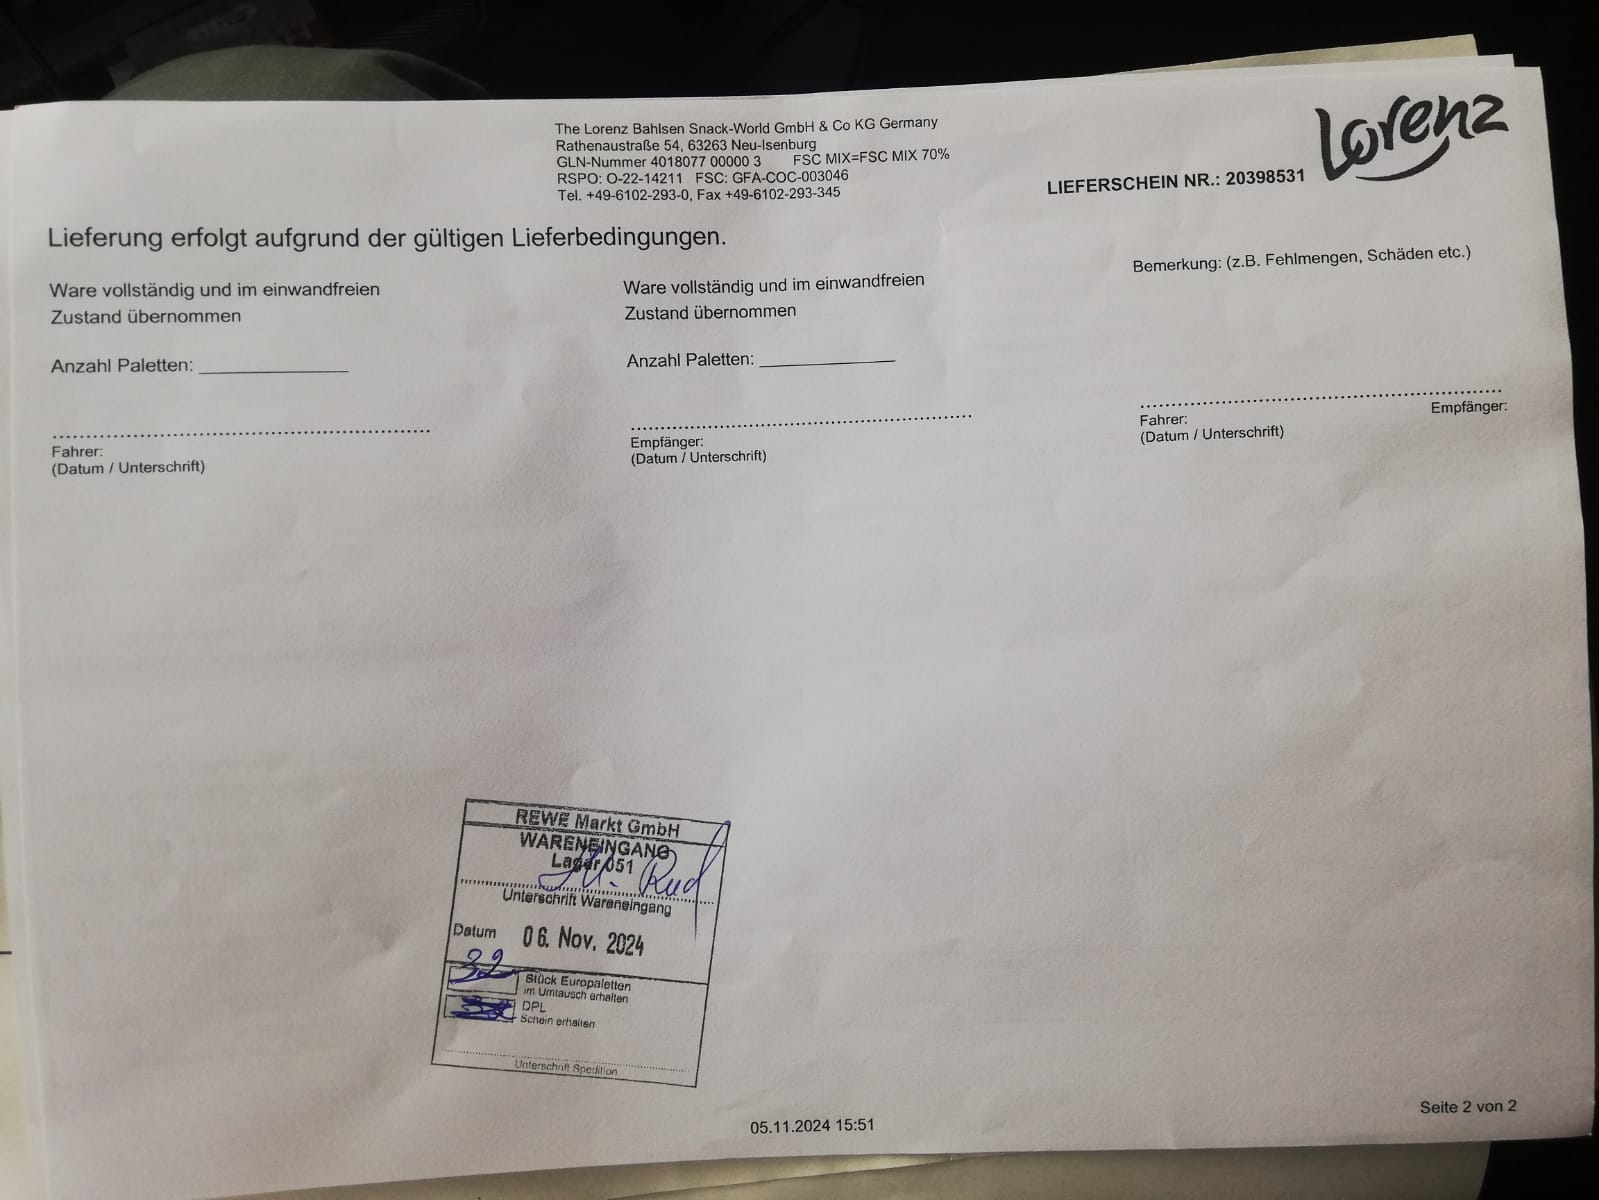 Lorenz
The Lorenz Bahlsen Snack-World GmbH & Co KG Germany
Rathenaustraße 54, 63263 Neu-Isenburg
GLN-Nummer 4018077 00000 3 FSC MIX=FSC MIX 70%
RSPO: O-22-14211 FSC: GFA-COC-003046
Tel. +49-6102-293-0, Fax +49-6102-293-345
LIEFERSCHEIN NR.: 20398531
Lieferung erfolgt aufgrund der gültigen Lieferbedingungen.
Ware vollständig und im einwandfreien
Zustand übernommen
Anzahl Paletten:
Fahrer:
(Datum / Unterschrift)
Ware vollständig und im einwandfreien
Zustand übernommen
Anzahl Paletten:
Empfänger:
(Datum / Unterschrift)
Bemerkung: (z.B. Fehlmengen, Schäden etc.)
Fahrer: Empfänger:
(Datum / Unterschrift)
REWE Markt GmbH
WARENEINGANG
Lager 051
Unterschrift Wareneingang
Datum 06. Nov. 2024
32 Stück Europaletten
im Umtausch erhalten
DPL
Schein erhalten
Unterschrift Spedition
05.11.2024 15:51
Seite 2 von 2